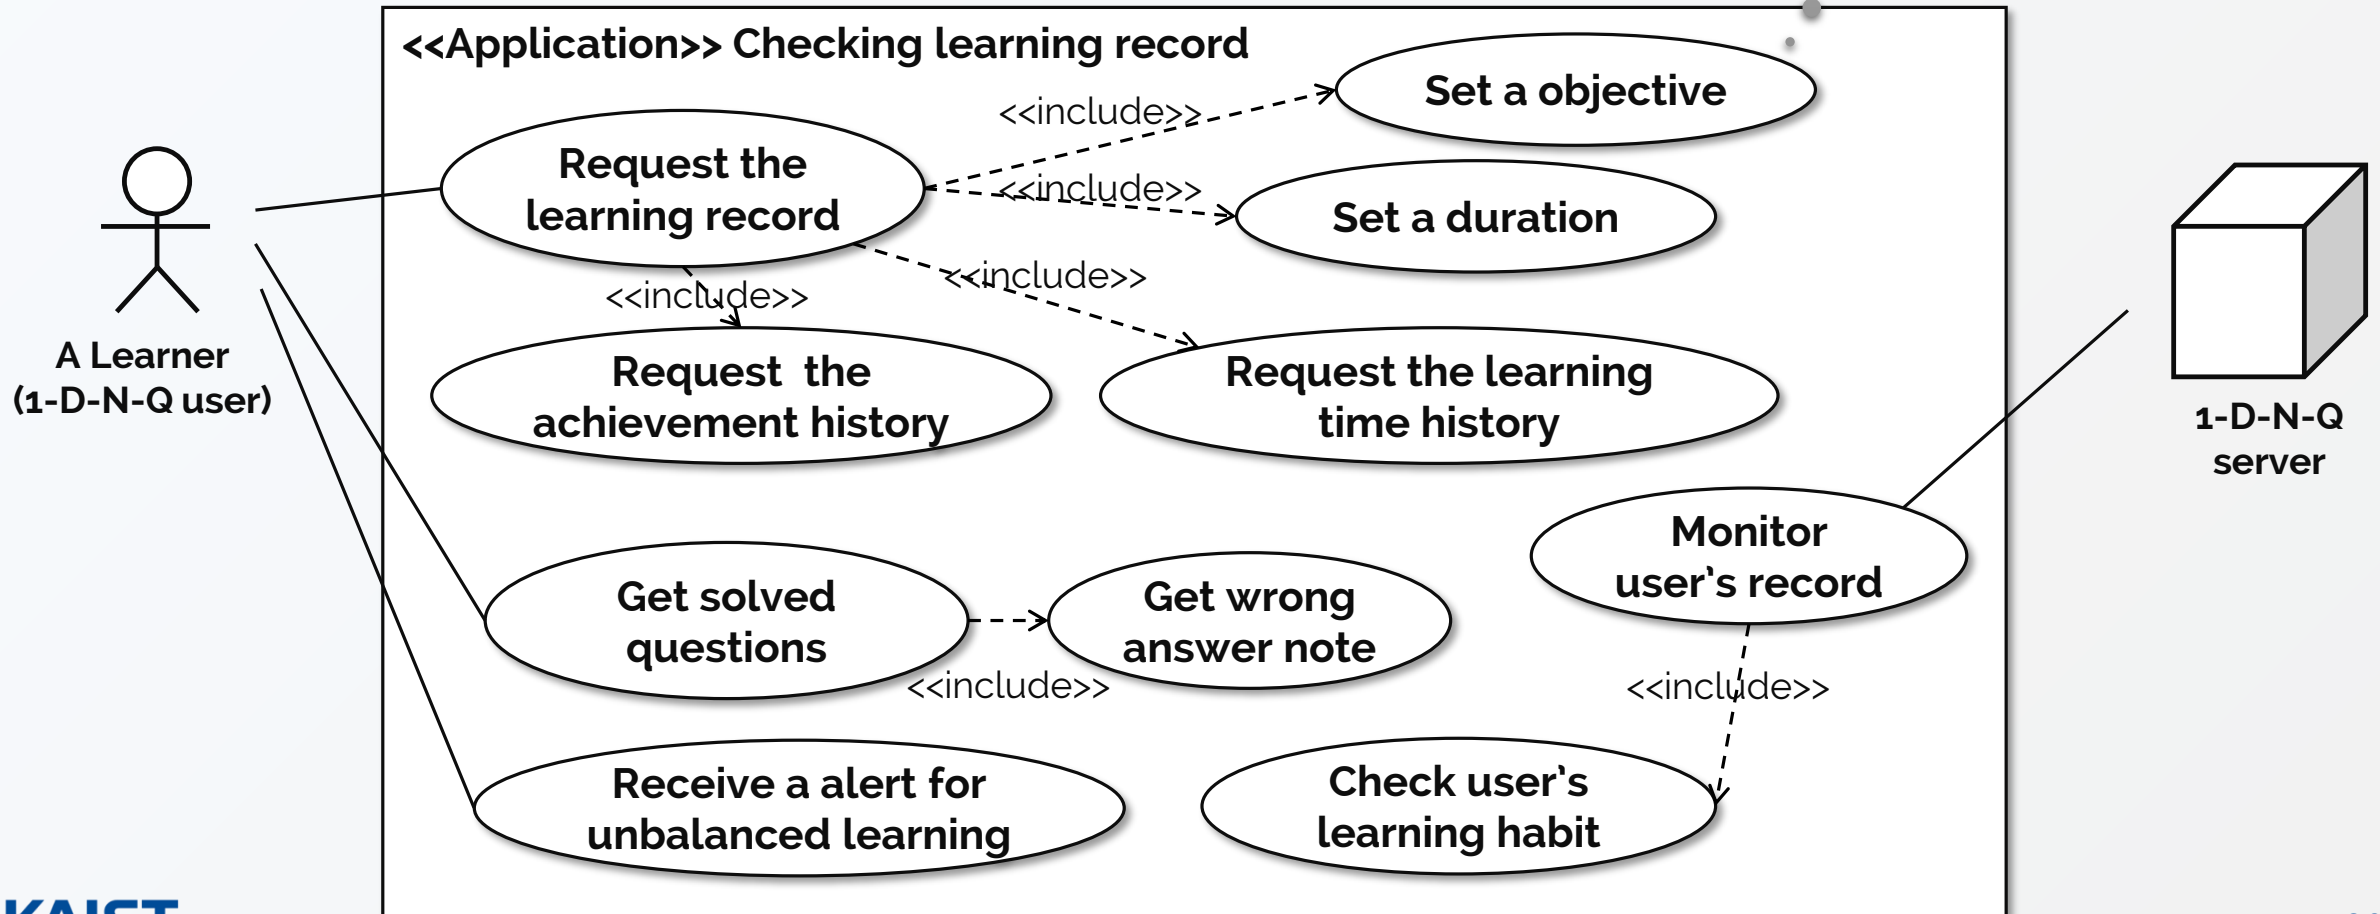 <<Application>> Checking learning record
Set a objective
<<include>>
Request the
learning record
<<include>>
Set a duration
<<include>>
<<include>>
A Learner
(1-D-N-Q user)
Request  the
achievement history
Request the learning
time history
1-D-N-Q
server
Monitor
user's record
Get solved
questions
Get wrong
answer note
<<include>>
<<include>>
Receive a alert for
unbalanced learning
Check user's
learning habit
KAIST